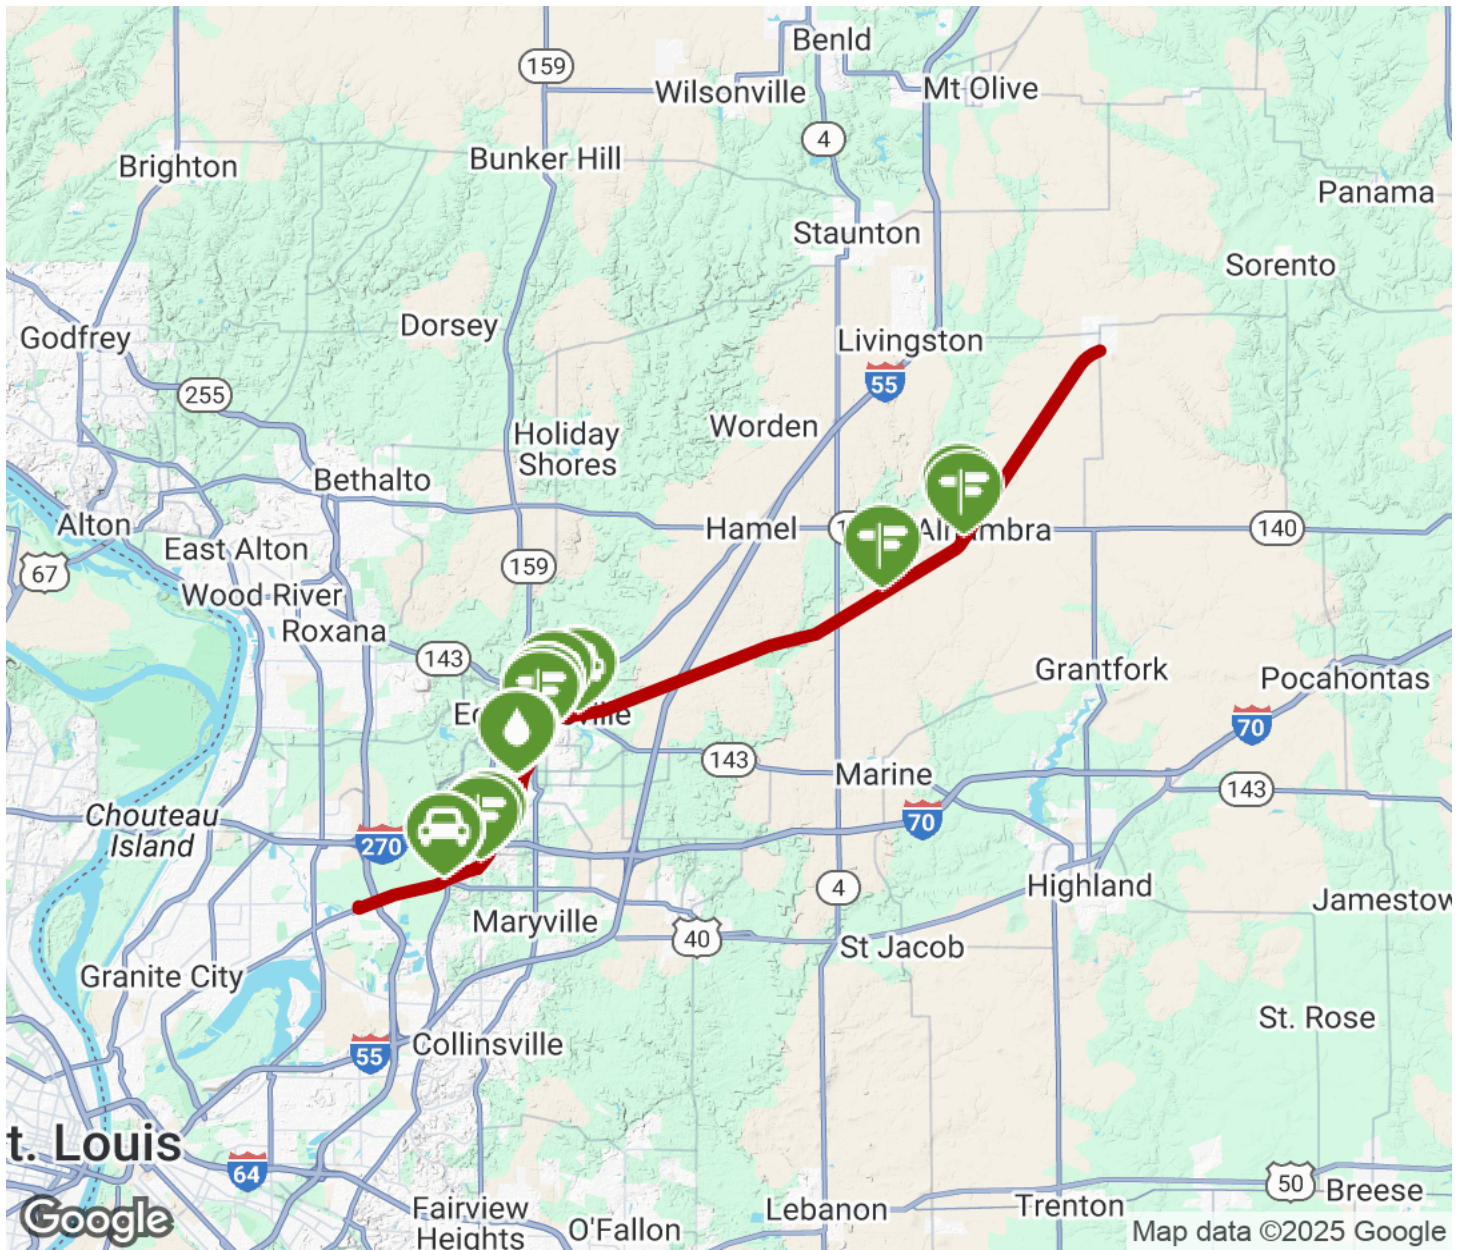 Benld
159
Wilsonville
Mt Olive
4
Brighton
Bunker Hill
Panama
Staunton
Sorento
Dorsey
Godfrey
Livingston
55
255
Worden
Holiday
Shores
Bethalto
Alton
Hamel
Alhambra
140
East Alton
67
159
Wood River
Roxana
143
Grantfork
Pocahontas
70
143
Marine
143
Chouteau
Island
270
70
4
Highland
Jamestow
Maryville
40
St Jacob
Granite City
St. Rose
Collinsville
55
t. Louis
64
50
Breese
Fairview
Heights
O'Fallon
Lebanon
Trenton
Google
Map data ©2025 Google